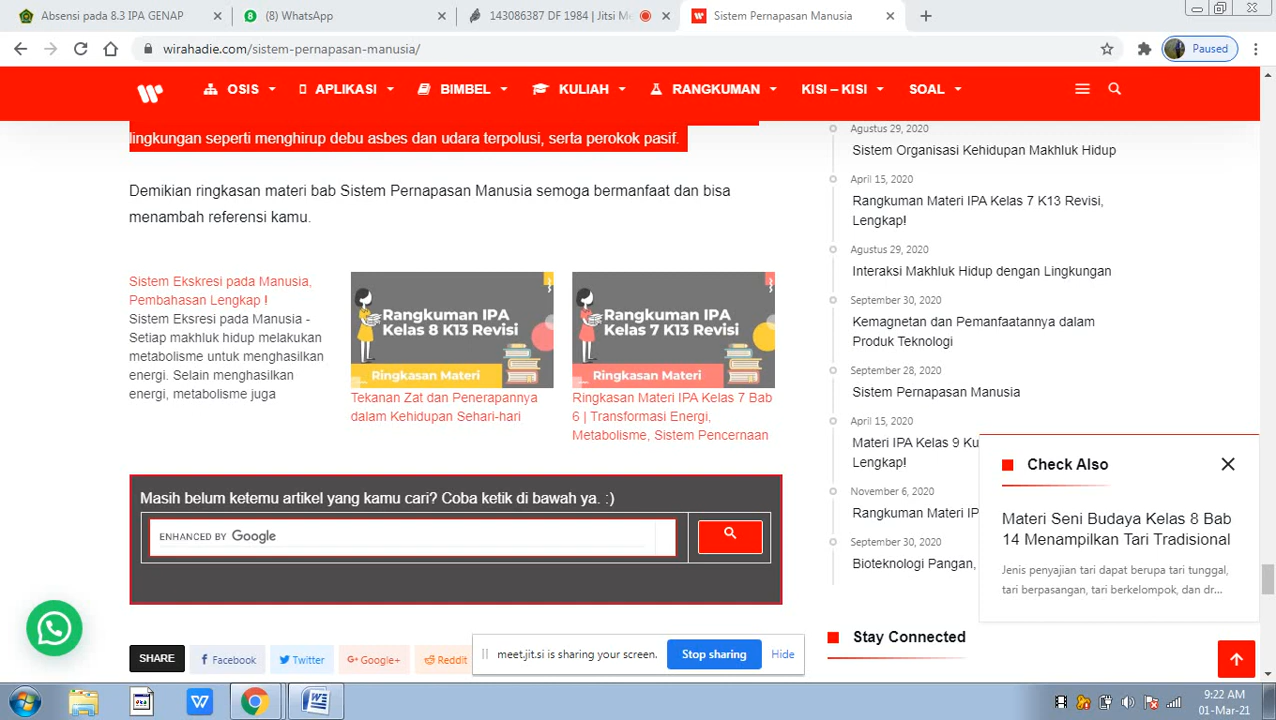 Absensi pada 8.3 IPA GENAP
(8) WhatsApp
143086387 DF 1984 | Jitsi Me
Sistem Pernapasan Manusia
wirahadie.com/sistem-pernapasan-manusia/
Paused
OSIS
APLIKASI
BIMBEL
KULIAH
RANGKUMAN
KISI – KISI
SOAL
lingkungan seperti menghirup debu asbes dan udara terpolusi, serta perokok pasif.
Demikian ringkasan materi bab Sistem Pernapasan Manusia semoga bermanfaat dan bisa
menambah referensi kamu.
Sistem Ekskresi pada Manusia,
Pembahasan Lengkap !
Sistem Eksresi pada Manusia -
Setiap makhluk hidup melakukan
metabolisme untuk menghasilkan
energi. Selain menghasilkan
energi, metabolisme juga
Rangkuman IPA
Kelas 8 K13 Revisi
Ringkasan Materi
Tekanan Zat dan Penerapannya
dalam Kehidupan Sehari-hari
Rangkuman IPA
Kelas 7 K13 Revisi
Ringkasan Materi
Ringkasan Materi IPA Kelas 7 Bab
6 | Transformasi Energi,
Metabolisme, Sistem Pencernaan
Masih belum ketemu artikel yang kamu cari? Coba ketik di bawah ya. :)
ENHANCED BY Google
SHARE
Facebook
Twitter
Google+
Reddit
Agustus 29, 2020
Sistem Organisasi Kehidupan Makhluk Hidup
April 15, 2020
Rangkuman Materi IPA Kelas 7 K13 Revisi,
Lengkap!
Agustus 29, 2020
Interaksi Makhluk Hidup dengan Lingkungan
September 30, 2020
Kemagnetan dan Pemanfaatannya dalam
Produk Teknologi
September 28, 2020
Sistem Pernapasan Manusia
April 15, 2020
Materi IPA Kelas 9 Ku
Lengkap!
November 6, 2020
Rangkuman Materi IP
September 30, 2020
Bioteknologi Pangan,
Stay Connected
Check Also
Materi Seni Budaya Kelas 8 Bab
14 Menampilkan Tari Tradisional
Jenis penyajian tari dapat berupa tari tunggal,
tari berpasangan, tari berkelompok, dan dr...
meet.jit.si is sharing your screen.
Stop sharing
Hide
9:22 AM
01-Mar-21